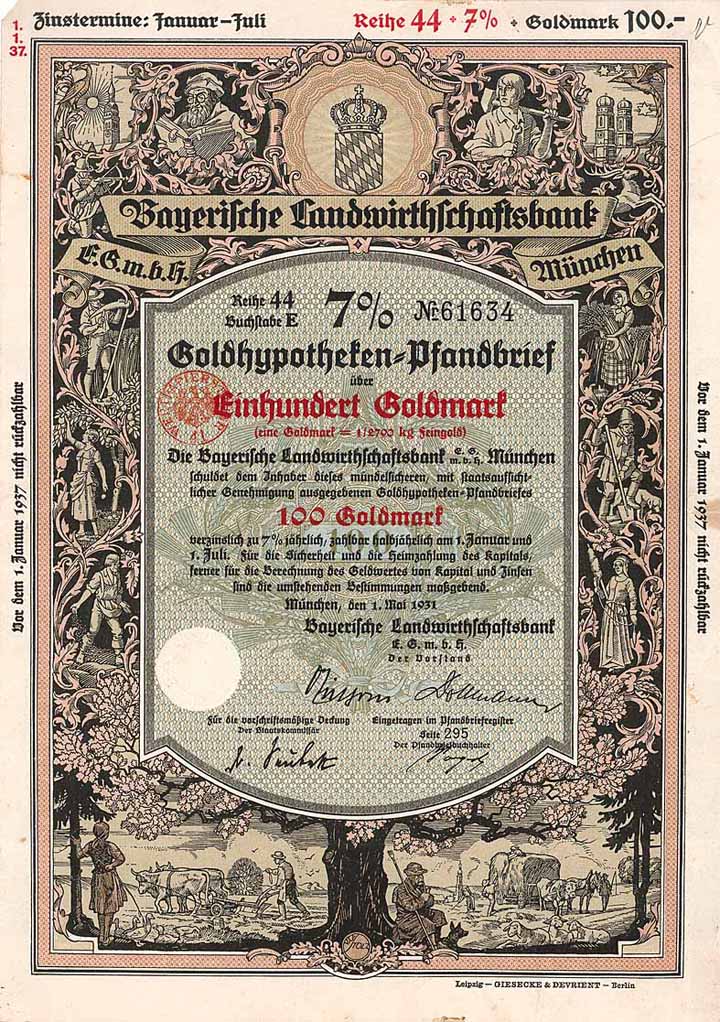 1.
1.
37.
Zinstermine: Januar-Juli
Reihe 44 + 7% + Goldmark 100.-
Bayerische Landwirthschaftsbank
E.G.m.b.H.
München
Reihe 44
Buchstabe E
7%
№ 61634
Goldhypotheken-Pfandbrief
über
Einhundert Goldmark
(eine Goldmark = 1/2790 kg Feingold)
Die Bayerische Landwirthschaftsbank E.G.m.b.H. München
schuldet dem Inhaber dieses mündelsicheren, mit staatsaufsicht-
licher Genehmigung ausgegebenen Goldhypotheken-Pfandbriefes
100 Goldmark
verzinslich zu 7% jährlich, zahlbar halbjährlich am 1. Januar und
1. Juli. Für die Sicherheit und die Heimzahlung des Kapitals,
ferner für die Berechnung des Geldwertes von Kapital und Zinsen
sind die umstehenden Bestimmungen maßgebend.
München, den 1. Mai 1931
Bayerische Landwirthschaftsbank
E.G.m.b.H.
Der Vorstand
Für die vorschriftsmäßige Deckung
Der Staatskommissär
Eingetragen im Pfandbriefregister
Seite 295
Der Pfandbriefbuchhalter
Vor dem 1. Januar 1937 nicht rückzahlbar
Vor dem 1. Januar 1937 nicht rückzahlbar
Leipzig — GIESECKE & DEVRIENT — Berlin